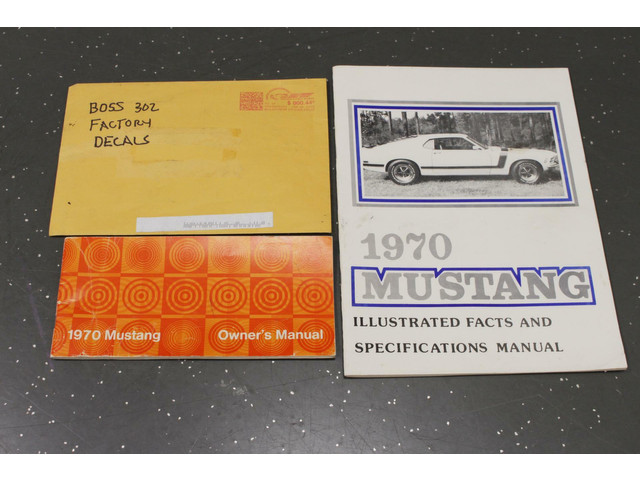 BOSS 302
FACTORY
DECALS
1970 Mustang Owner's Manual
1970
MUSTANG
ILLUSTRATED FACTS AND
SPECIFICATIONS MANUAL